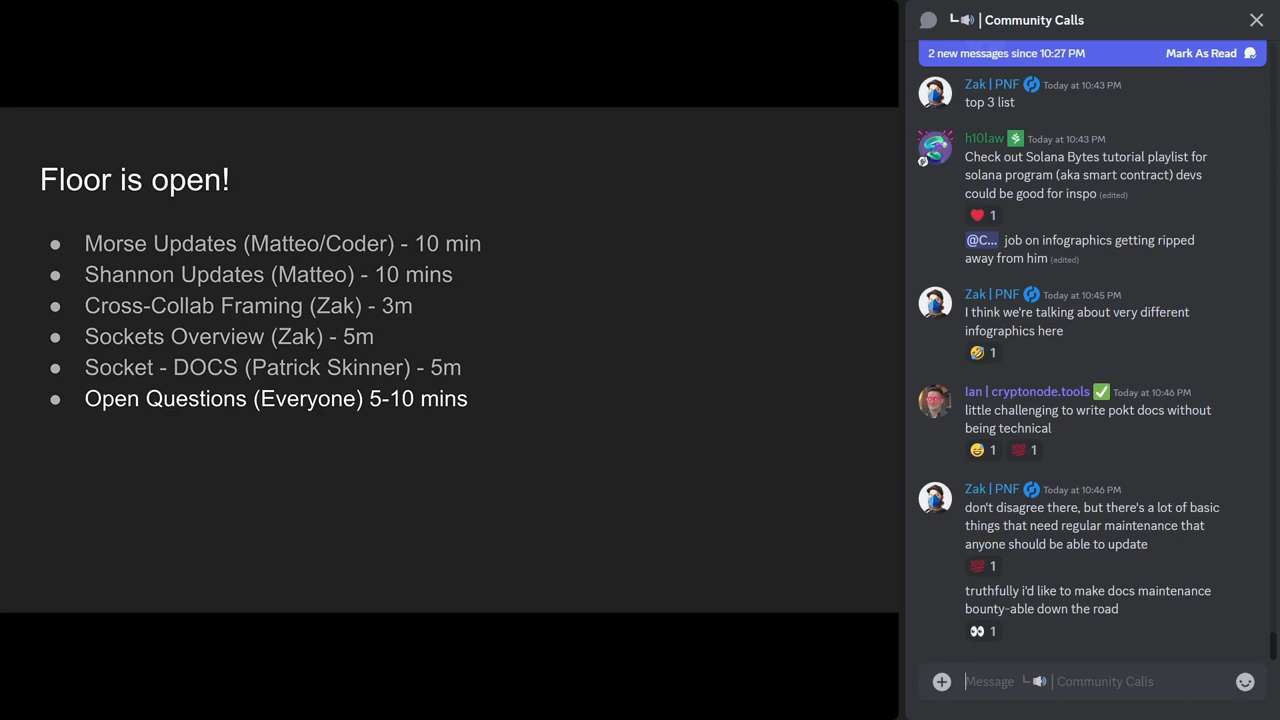 Floor is open!
● Morse Updates (Matteo/Coder) - 10 min
● Shannon Updates (Matteo) - 10 mins
● Cross-Collab Framing (Zak) - 3m
● Sockets Overview (Zak) - 5m
● Socket - DOCS (Patrick Skinner) - 5m
● Open Questions (Everyone) 5-10 mins
| Community Calls
2 new messages since 10:27 PM Mark As Read
Zak | PNF Today at 10:43 PM
top 3 list
h10law Today at 10:43 PM
Check out Solana Bytes tutorial playlist for
solana program (aka smart contract) devs
could be good for inspo (edited)
1
@C... job on infographics getting ripped
away from him (edited)
Zak | PNF Today at 10:45 PM
I think we're talking about very different
infographics here
1
Ian | cryptonode.tools Today at 10:46 PM
little challenging to write pokt docs without
being technical
1 1
Zak | PNF Today at 10:46 PM
don't disagree there, but there's a lot of basic
things that need regular maintenance that
anyone should be able to update
1
truthfully i'd like to make docs maintenance
bounty-able down the road
1
Message | Community Calls